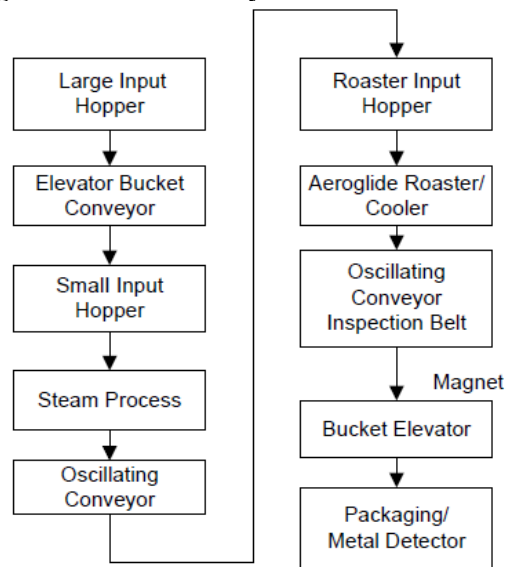 Large Input
Hopper
Elevator Bucket
Conveyor
Small Input
Hopper
Steam Process
Oscillating
Conveyor
Roaster Input
Hopper
Aeroglide Roaster/
Cooler
Oscillating
Conveyor
Inspection Belt
Magnet
Bucket Elevator
Packaging/
Metal Detector